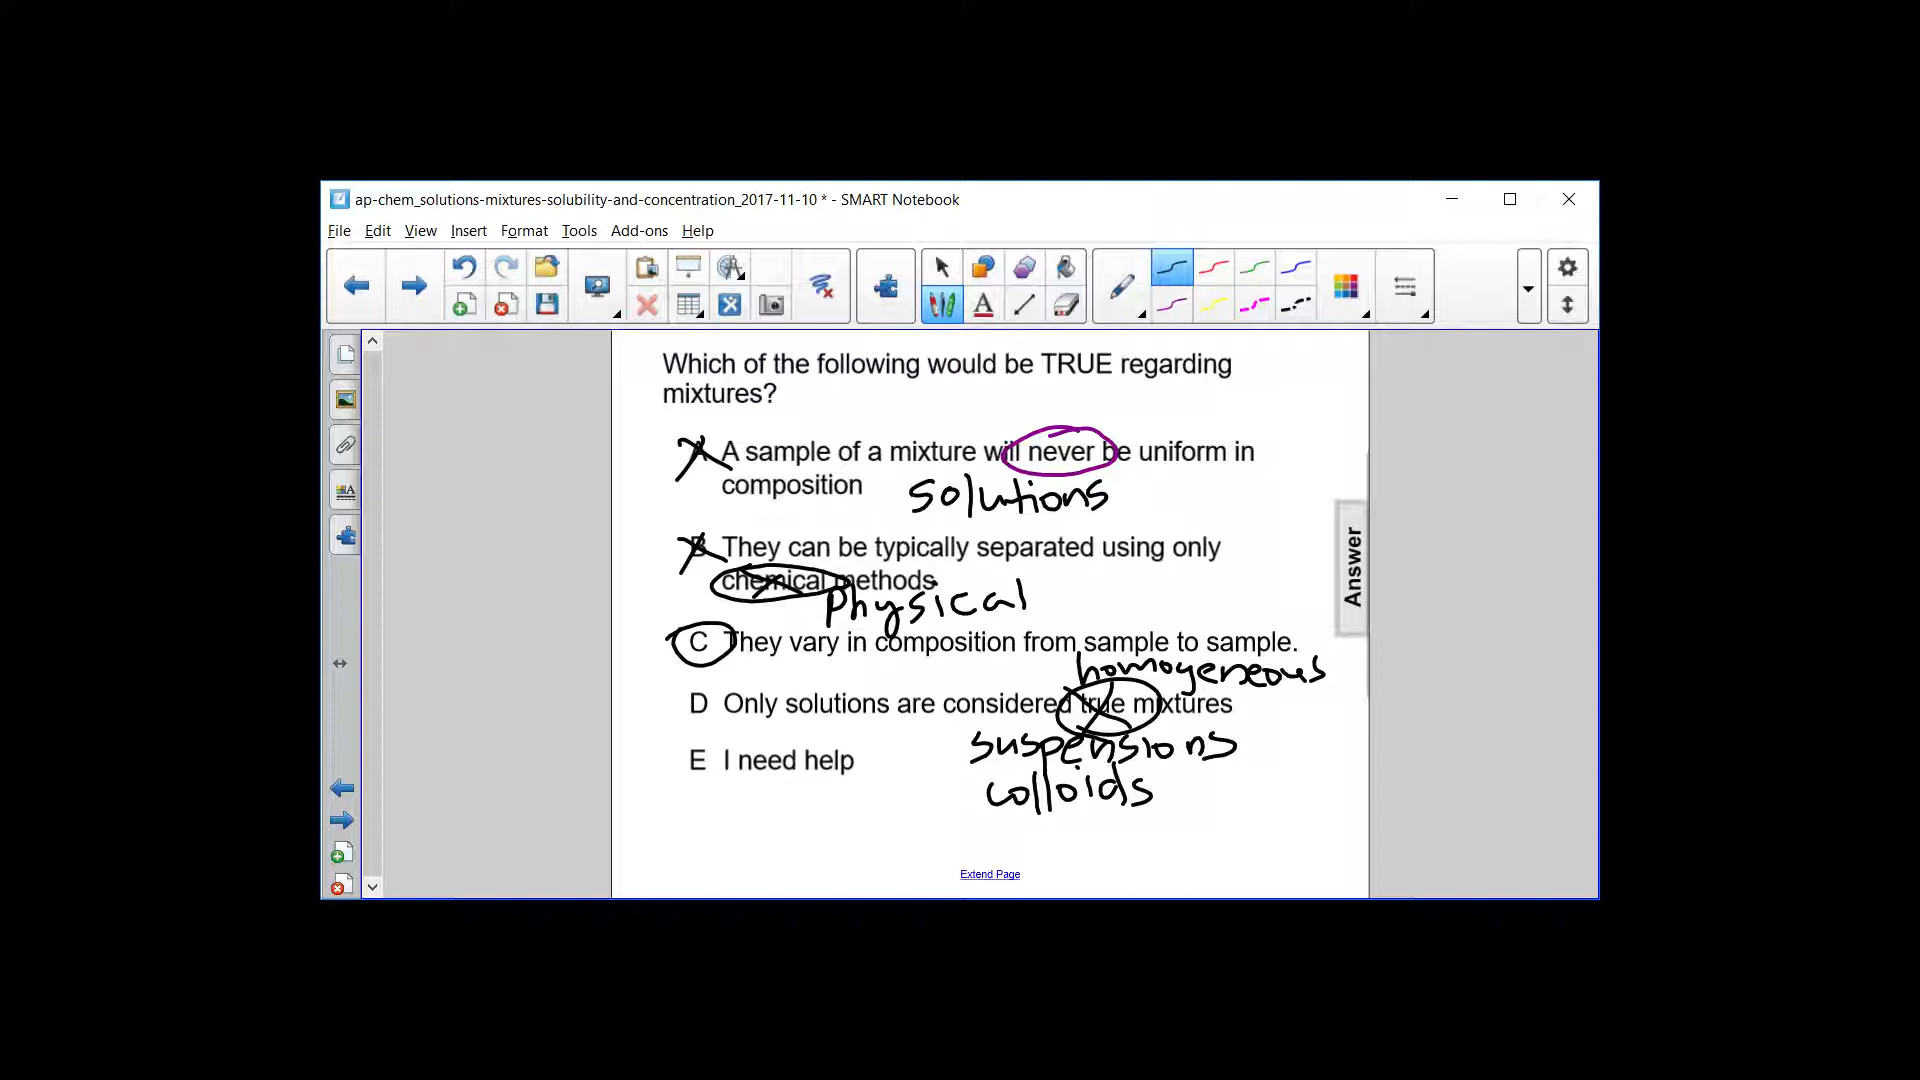 ap-chem_solutions-mixtures-solubility-and-concentration_2017-11-10 * - SMART Notebook
File Edit View Insert Format Tools Add-ons Help
Which of the following would be TRUE regarding
mixtures?
A A sample of a mixture will never be uniform in
composition
solutions
B They can be typically separated using only
chemical methods
physical
C They vary in composition from sample to sample.
homogeneous
D Only solutions are considered true mixtures
suspensions
E I need help
colloids
Answer
Extend Page